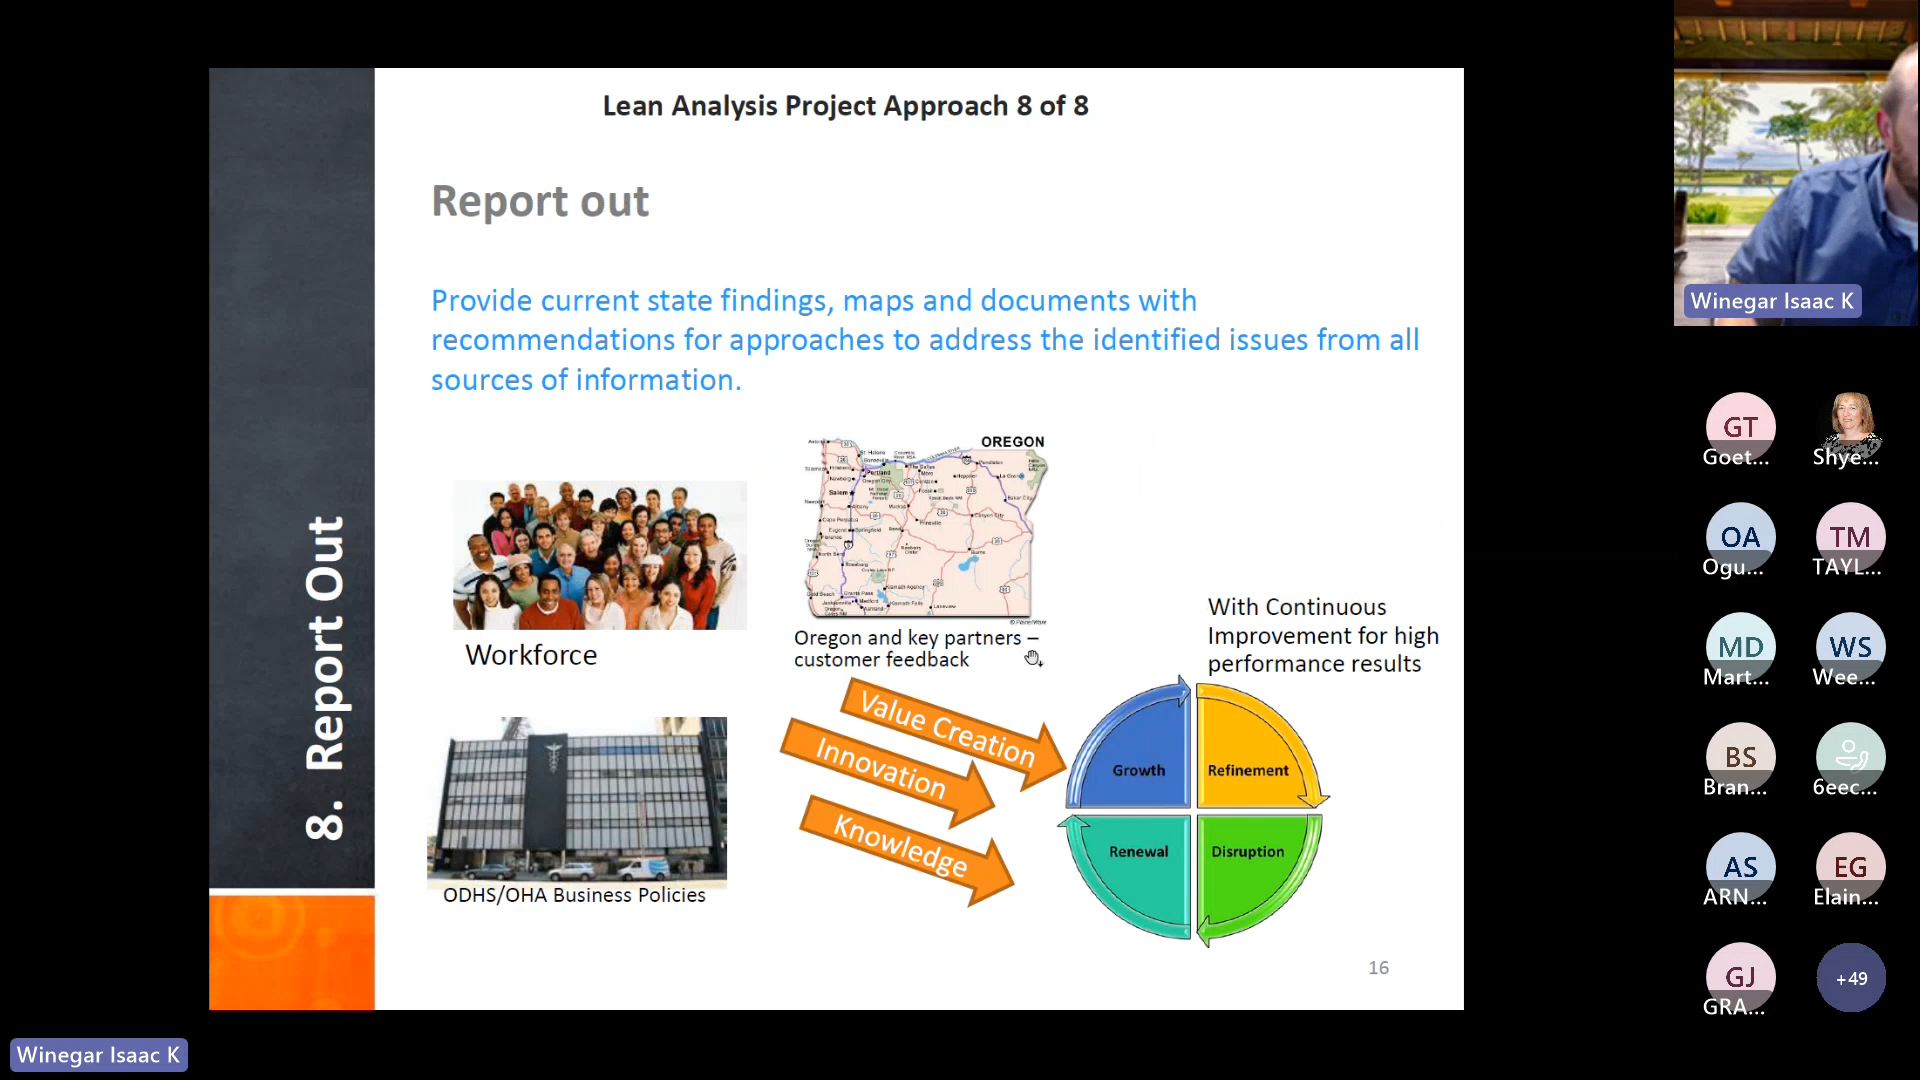 Lean Analysis Project Approach 8 of 8
Report out
Provide current state findings, maps and documents with
recommendations for approaches to address the identified issues from all
sources of information.
8. Report Out
Workforce
OREGON
Portland
Salem
Oregon and key partners –
customer feedback
ODHS/OHA Business Policies
Value Creation
Innovation
Knowledge
With Continuous
Improvement for high
performance results
Growth
Refinement
Renewal
Disruption
16
Winegar Isaac K
GT
Goet...
Shye...
OA
Ogu...
TM
TAYL...
MD
Mart...
WS
Wee...
BS
Bran...
6eec...
AS
ARN...
EG
Elain...
GJ
GRA...
+49
Winegar Isaac K